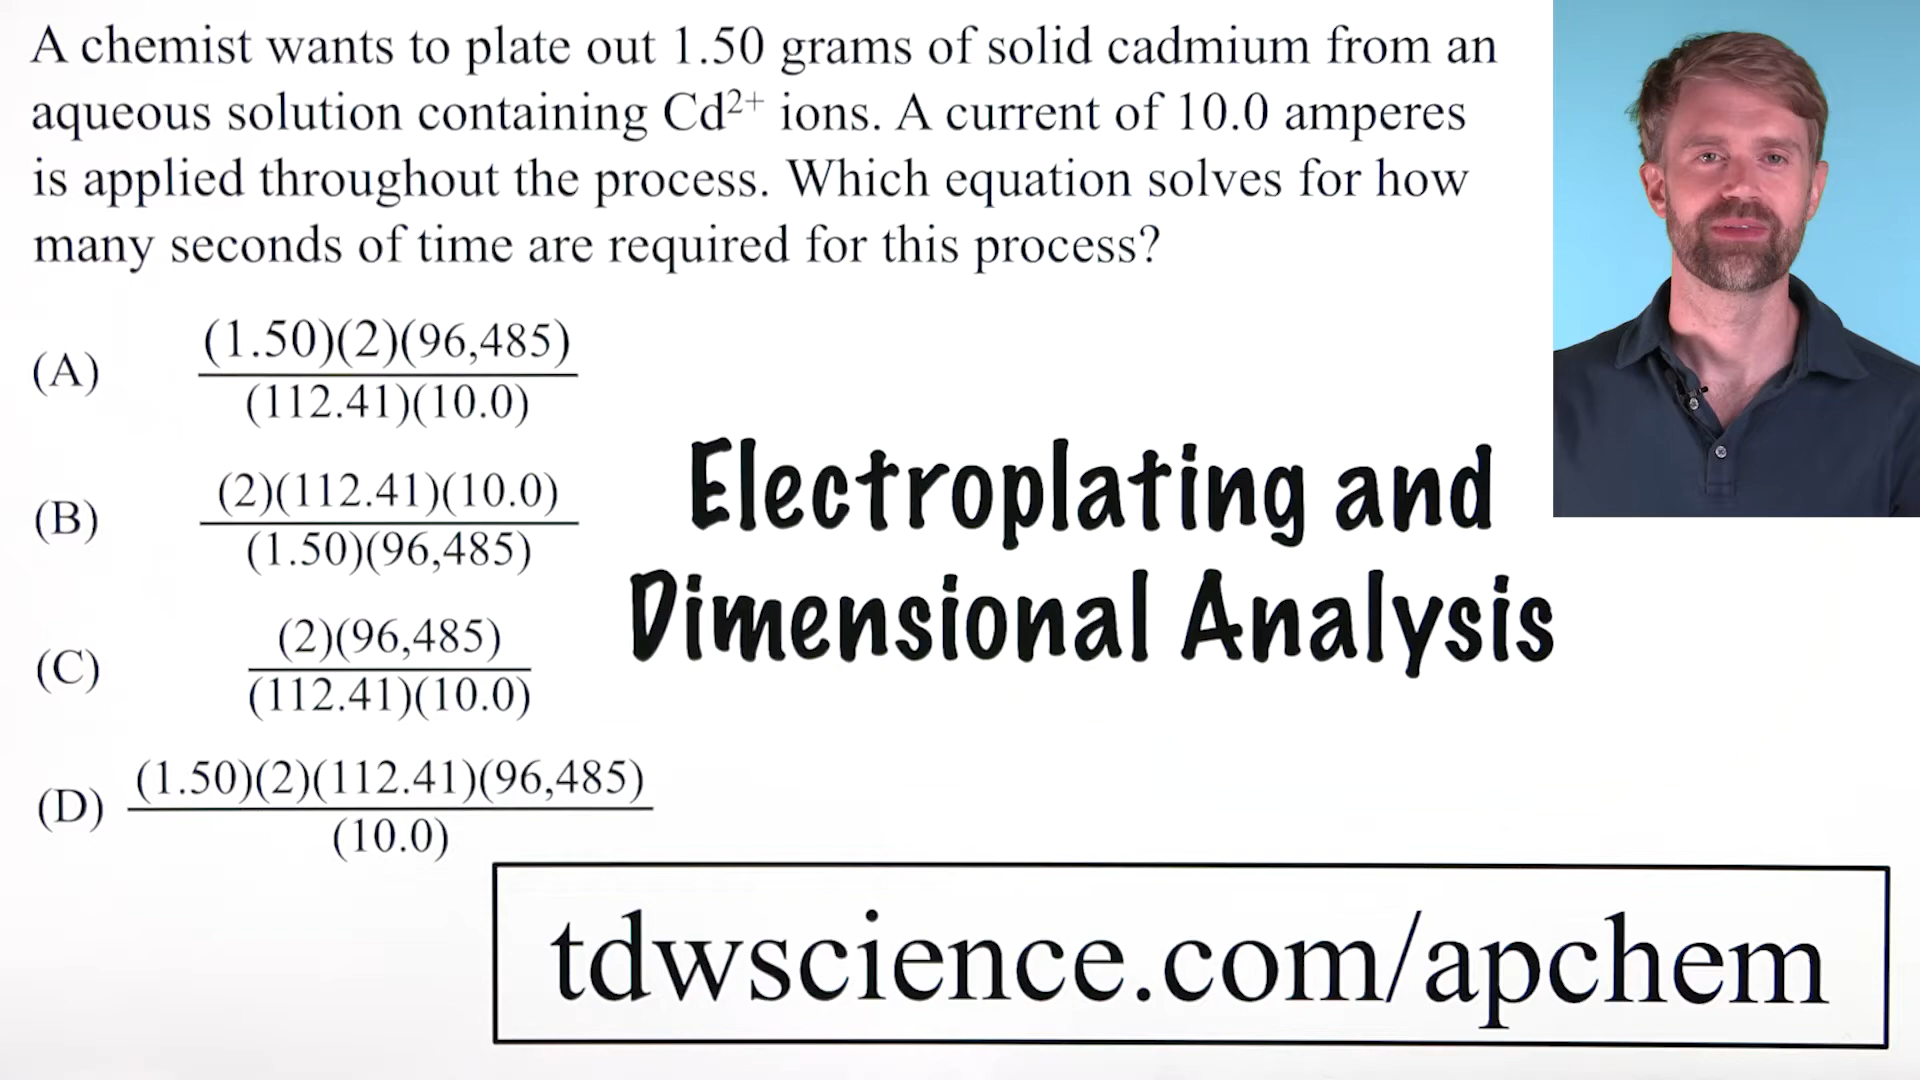 A chemist wants to plate out 1.50 grams of solid cadmium from an
aqueous solution containing Cd²⁺ ions. A current of 10.0 amperes
is applied throughout the process. Which equation solves for how
many seconds of time are required for this process?
(A) (1.50)(2)(96,485)
(112.41)(10.0)
(B) (2)(112.41)(10.0)
(1.50)(96,485)
(C) (2)(96,485)
(112.41)(10.0)
(D) (1.50)(2)(112.41)(96,485)
(10.0)
Electroplating and
Dimensional Analysis
tdwscience.com/apchem